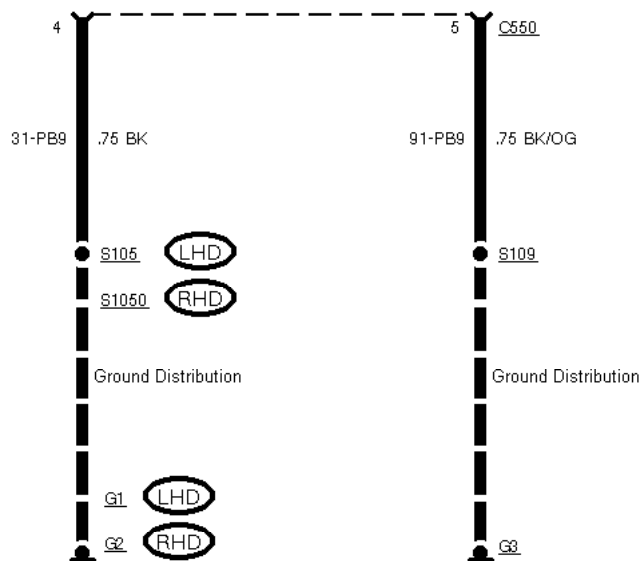 4 5 C550
31-PB9 .75 BK 91-PB9 .75 BK/OG
S105 LHD S109
S1050 RHD
Ground Distribution Ground Distribution
G1 LHD
G2 RHD G3